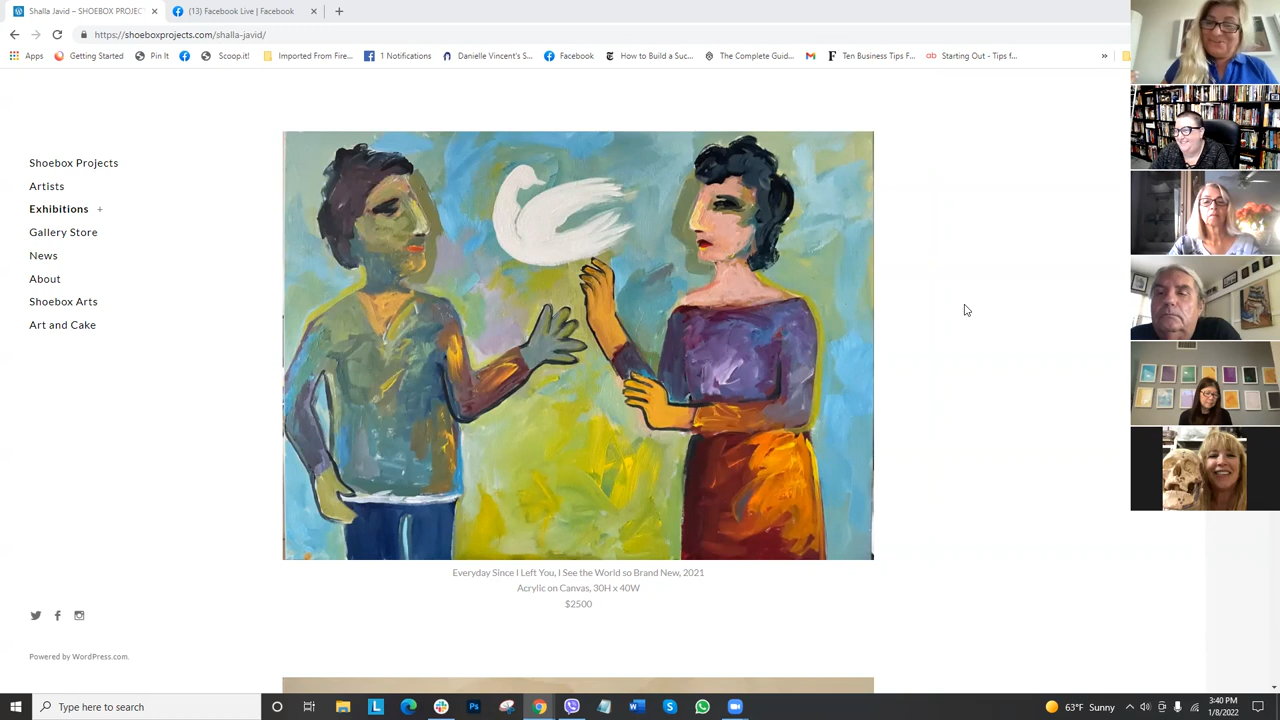 Shalla Javid – SHOEBOX PROJEC
(13) Facebook Live | Facebook
https://shoeboxprojects.com/shalla-javid/
Apps
Getting Started
Pin It
Scoop.it!
Imported From Fire...
1 Notifications
Danielle Vincent's S...
Facebook
How to Build a Suc...
The Complete Guid...
Ten Business Tips F...
Starting Out - Tips f...
»
Shoebox Projects
Artists
Exhibitions +
Gallery Store
News
About
Shoebox Arts
Art and Cake
Everyday Since I Left You, I See the World so Brand New, 2021
Acrylic on Canvas, 30H x 40W
$2500
Powered by WordPress.com.
Type here to search
63°F Sunny
3:40 PM
1/8/2022